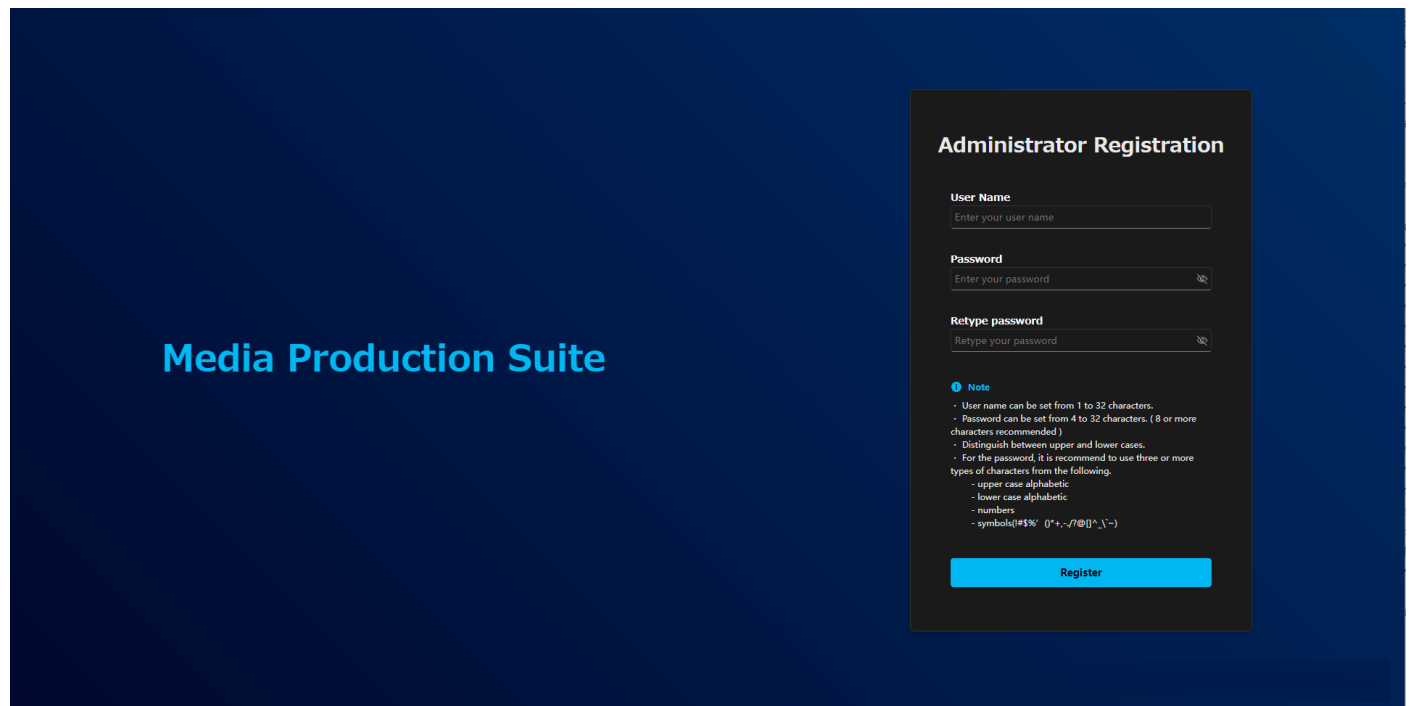 Media Production Suite
Administrator Registration
User Name
Enter your user name
Password
Enter your password
Retype password
Retype your password
Note
・ User name can be set from 1 to 32 characters.
・ Password can be set from 4 to 32 characters. ( 8 or more
characters recommended )
・ Distinguish between upper and lower cases.
・ For the password, it is recommend to use three or more
types of characters from the following.
- upper case alphabetic
- lower case alphabetic
- numbers
- symbols(!#$%'()*+,-./?@[]^_\`~)
Register